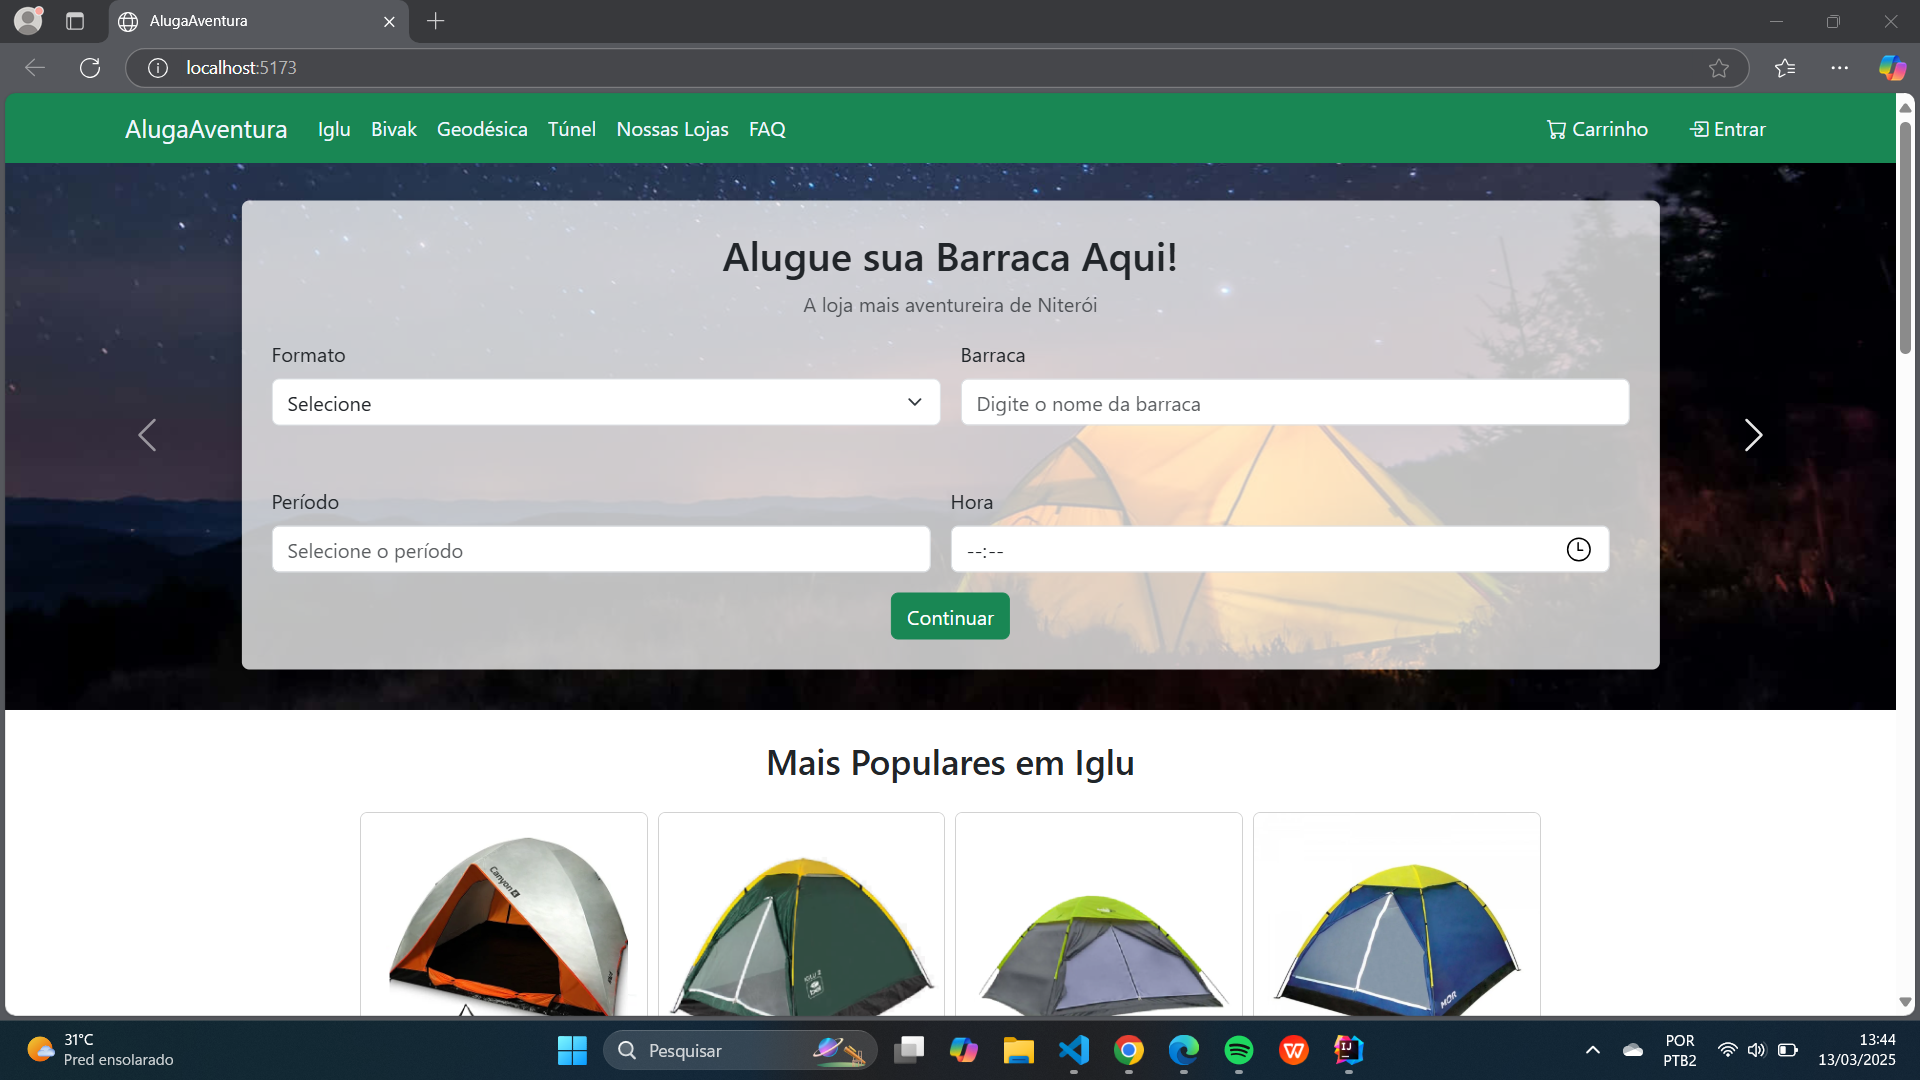 AlugaAventura
localhost:5173
AlugaAventura Iglu Bivak Geodésica Túnel Nossas Lojas FAQ Carrinho Entrar
Alugue sua Barraca Aqui!
A loja mais aventureira de Niterói
Formato Barraca
Selecione Digite o nome da barraca
Período Hora
Selecione o período --:--
Continuar
Mais Populares em Iglu
Canyon
MOR
31°C
Pred ensolarado
Pesquisar
POR
PTB2
13:44
13/03/2025